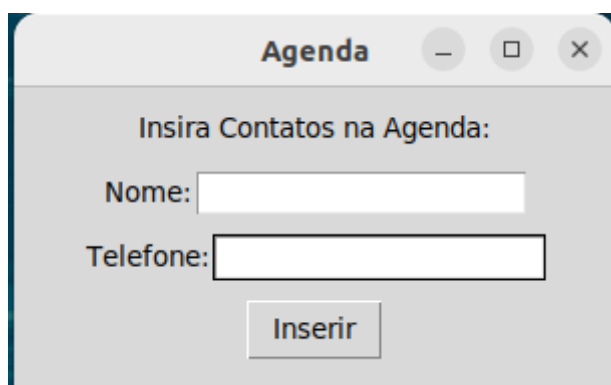 Agenda
Insira Contatos na Agenda:
Nome:
Telefone:
Inserir